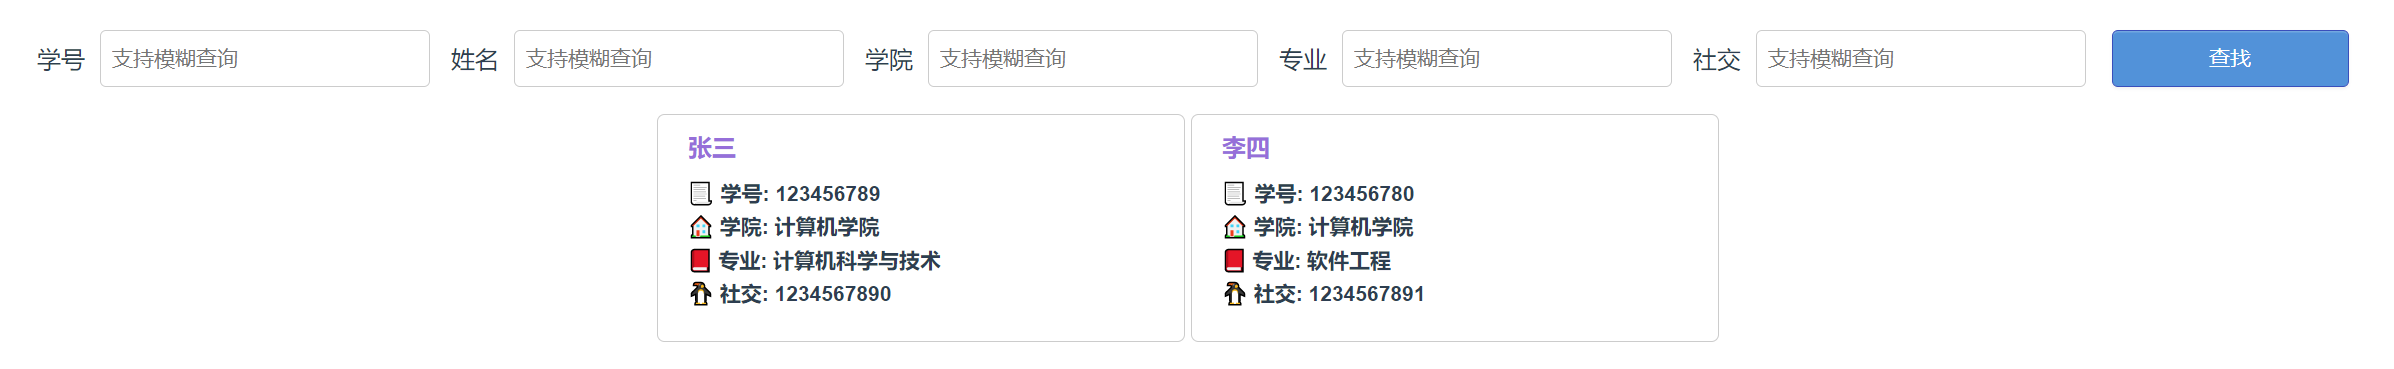 学号 支持模糊查询 姓名 支持模糊查询 学院 支持模糊查询 专业 支持模糊查询 社交 支持模糊查询 查找
张三
学号: 123456789
学院: 计算机学院
专业: 计算机科学与技术
社交: 1234567890
李四
学号: 123456780
学院: 计算机学院
专业: 软件工程
社交: 1234567891